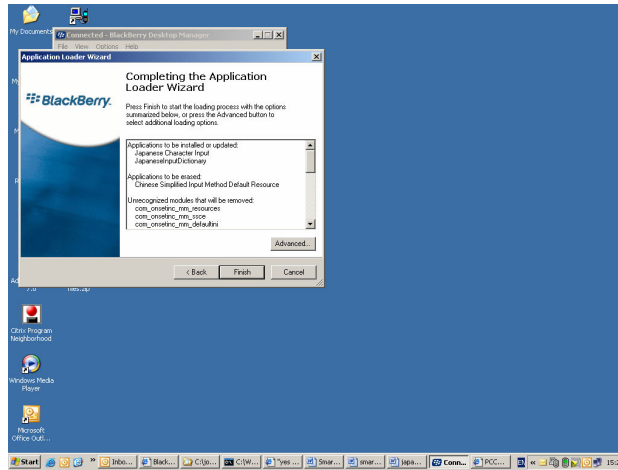 My Documents
Connected - BlackBerry Desktop Manager
File View Options Help
Application Loader Wizard
BlackBerry.
Completing the Application
Loader Wizard
Press Finish to start the loading process with the options
summarized below, or press the Advanced button to
select additional loading options.
Applications to be installed or updated:
Japanese Character Input
JapaneseInputDictionary
Applications to be erased:
Chinese Simplified Input Method Default Resource
Unrecognized modules that will be removed:
com_onsetinc_mm_resources
com_onsetinc_mm_ssce
com_onsetinc_mm_defaultini
Advanced...
< Back Finish Cancel
7.0
files.zip
Citrix Program
Neighborhood
Windows Media
Player
Microsoft
Office Outl...
Start » Inbo... Black... C:\jo... C:\W... "yes ... Smar... smar... japa... Conn... PCC... «